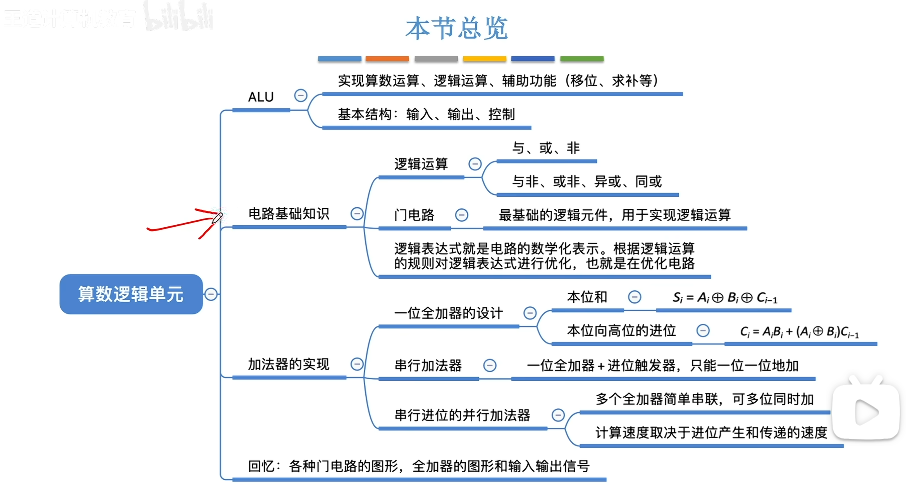 bilibili
本节总览
ALU
实现算数运算、逻辑运算、辅助功能（移位、求补等）
基本结构：输入、输出、控制
电路基础知识
逻辑运算
与、或、非
与非、或非、异或、同或
门电路
最基础的逻辑元件，用于实现逻辑运算
逻辑表达式就是电路的数学化表示。根据逻辑运算
的规则对逻辑表达式进行优化，也就是在优化电路
算数逻辑单元
加法器的实现
一位全加器的设计
本位和
Sᵢ = Aᵢ ⊕ Bᵢ ⊕ Cᵢ₋₁
本位向高位的进位
Cᵢ = AᵢBᵢ + (Aᵢ ⊕ Bᵢ)Cᵢ₋₁
串行加法器
一位全加器 + 进位触发器，只能一位一位地加
串行进位的并行加法器
多个全加器简单串联，可多位同时加
计算速度取决于进位产生和传递的速度
回忆：各种门电路的图形，全加器的图形和输入输出信号